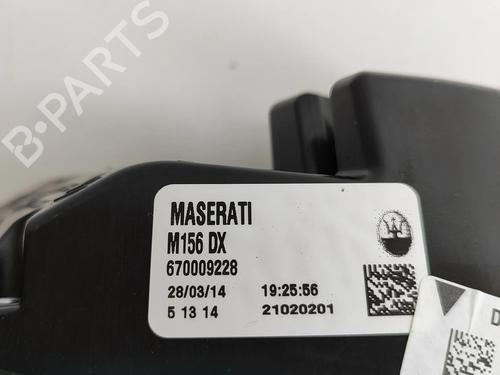 B-PARTS
MASERATI
M156 DX
670009228
28/03/14 19:25:56
5 13 14 21020201
D